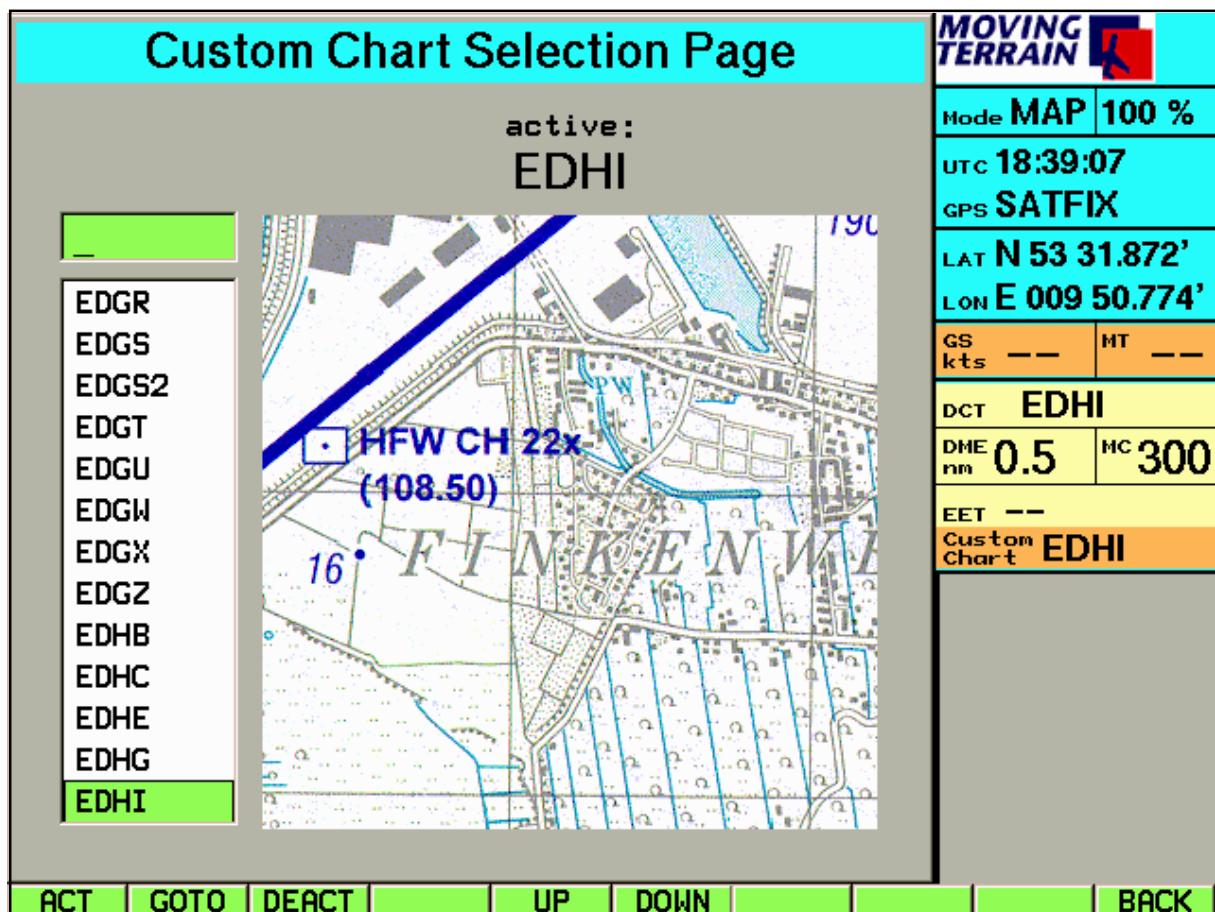 Custom Chart Selection Page
active:
EDHI
_
EDGR
EDGS
EDGS2
EDGT
EDGU
EDGW
EDGX
EDGZ
EDHB
EDHC
EDHE
EDHG
EDHI
190
PW
HFW CH 22x
(108.50)
16
FINKENWE
MOVING
TERRAIN
Mode MAP 100 %
UTC 18:39:07
GPS SATFIX
LAT N 53 31.872'
LON E 009 50.774'
GS kts -- MT --
DCT EDHI
DME nm 0.5 MC 300
EET --
Custom Chart EDHI
ACT GOTO DEACT UP DOWN BACK